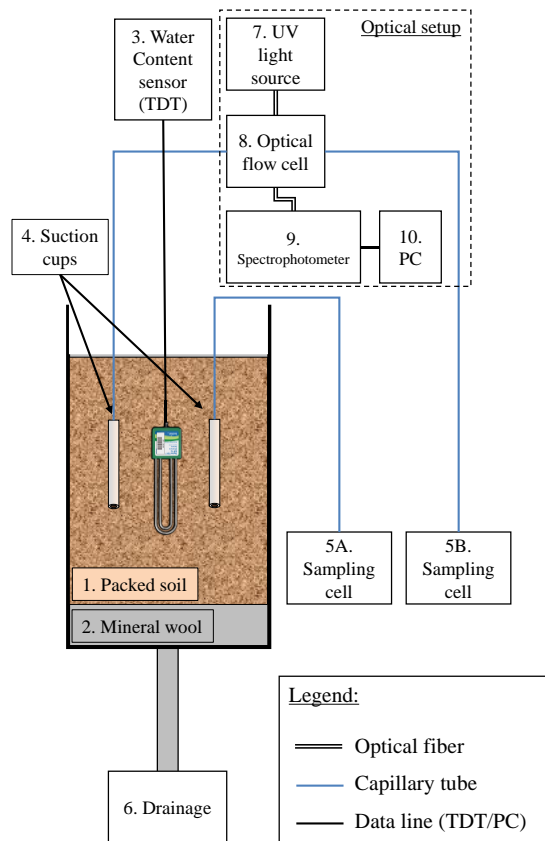 3. Water
Content
sensor
(TDT)
7. UV
light
source
Optical setup
8. Optical
flow cell
9.
Spectrophotometer
10.
PC
4. Suction
cups
5A.
Sampling
cell
5B.
Sampling
cell
1. Packed soil
2. Mineral wool
6. Drainage
Legend:
Optical fiber
Capillary tube
Data line (TDT/PC)